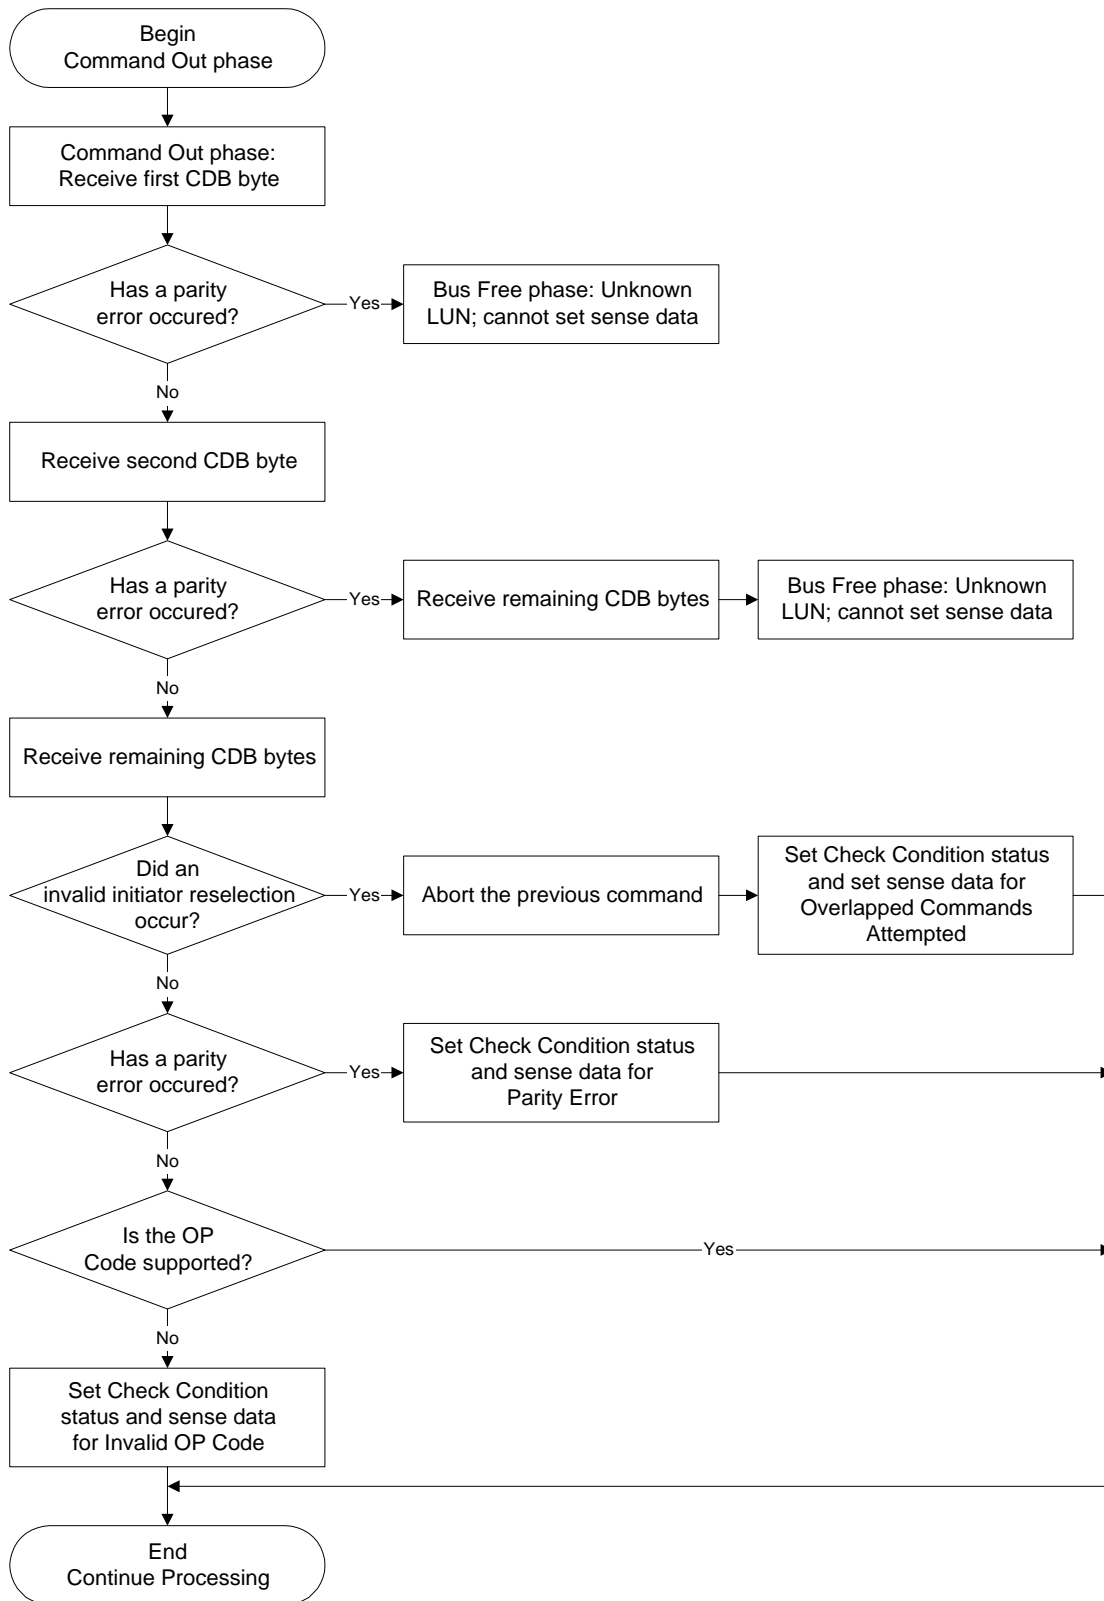 Begin
Command Out phase
Command Out phase:
Receive first CDB byte
Has a parity
error occured?
Yes
Bus Free phase: Unknown
LUN; cannot set sense data
No
Receive second CDB byte
Has a parity
error occured?
Yes
Receive remaining CDB bytes
Bus Free phase: Unknown
LUN; cannot set sense data
No
Receive remaining CDB bytes
Did an
invalid initiator reselection
occur?
Yes
Abort the previous command
Set Check Condition status
and set sense data for
Overlapped Commands
Attempted
No
Has a parity
error occured?
Yes
Set Check Condition status
and sense data for
Parity Error
No
Is the OP
Code supported?
Yes
No
Set Check Condition
status and sense data
for Invalid OP Code
End
Continue Processing